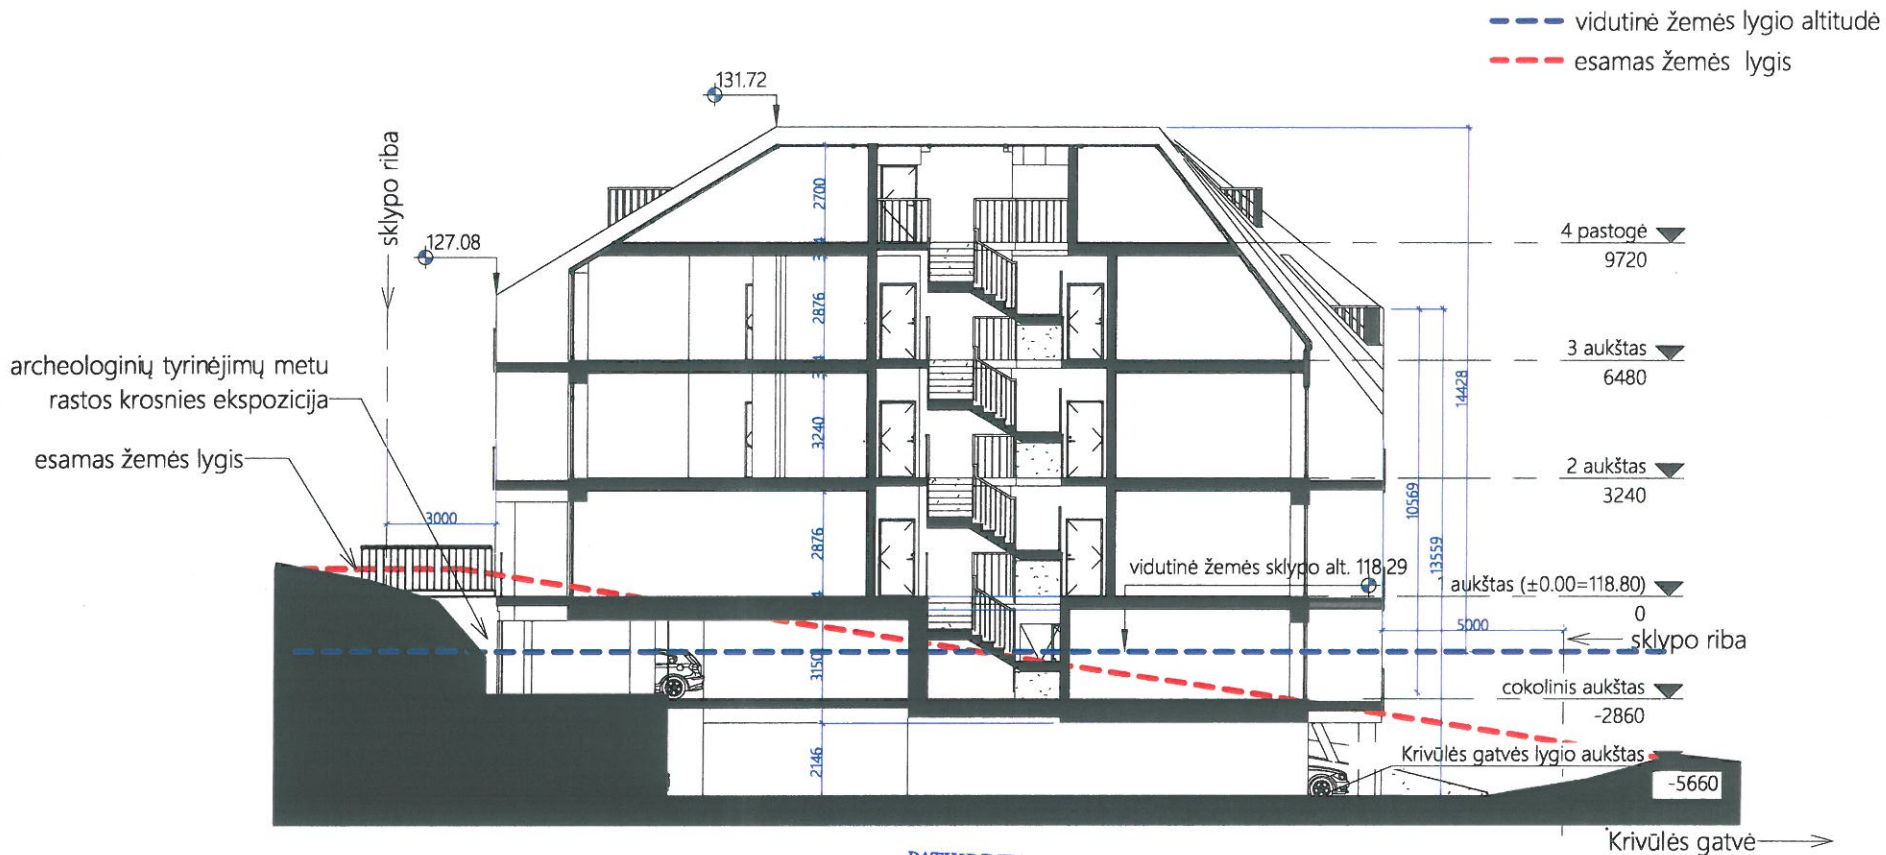 vidutinė žemės lygio altitudė
esamas žemės lygis
131.72
sklypo riba
127.08
2700
4 pastogė
9720
2876
3 aukštas
6480
archeologinių tyrinėjimų metu
rastos krosnies ekspozicija
14428
3240
esamas žemės lygis
2 aukštas
3240
10569
13559
3000
2876
vidutinė žemės sklypo alt. 118.29
aukštas (±0.00=118.80)
0
5000
sklypo riba
3150
cokolinis aukštas
-2860
Krivūlės gatvės lygio aukštas
2146
-5660
Krivūlės gatvė